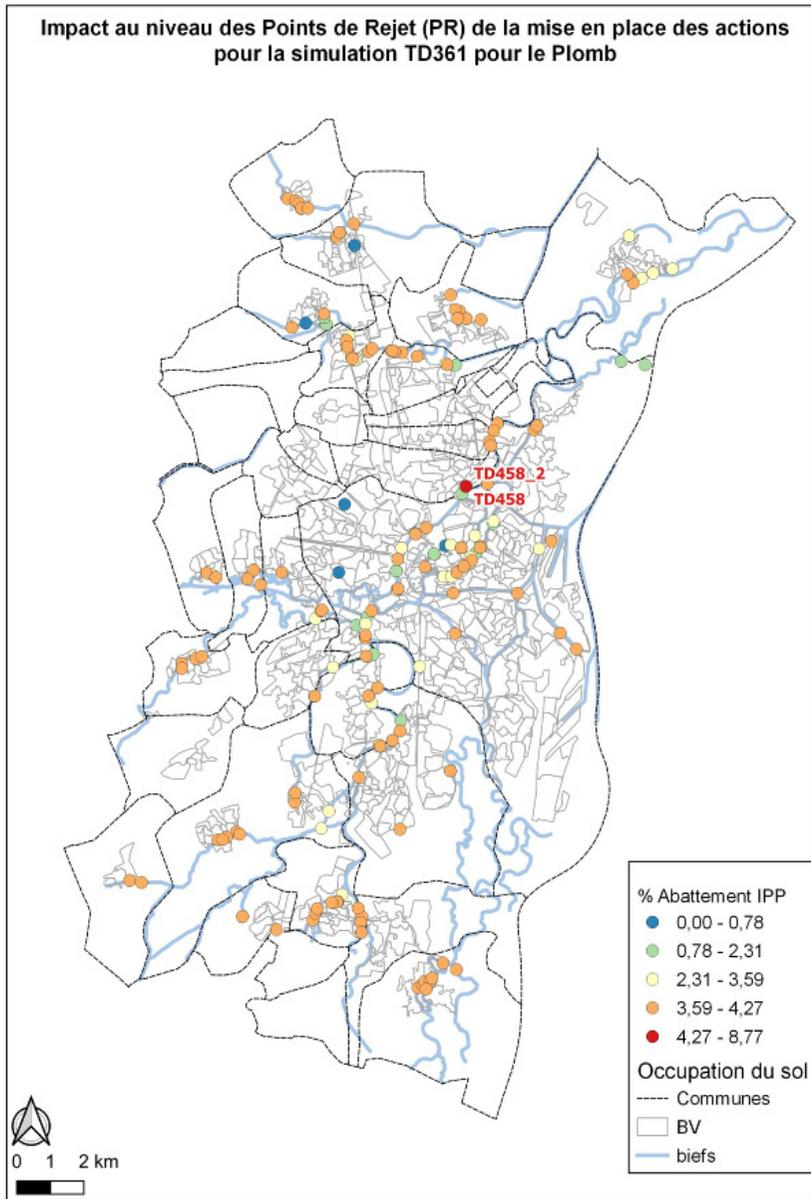 Impact au niveau des Points de Rejet (PR) de la mise en place des actions
pour la simulation TD361 pour le Plomb
TD458_2
TD458
% Abattement IPP
0,00 - 0,78
0,78 - 2,31
2,31 - 3,59
3,59 - 4,27
4,27 - 8,77
Occupation du sol
Communes
BV
biefs
0 1 2 km